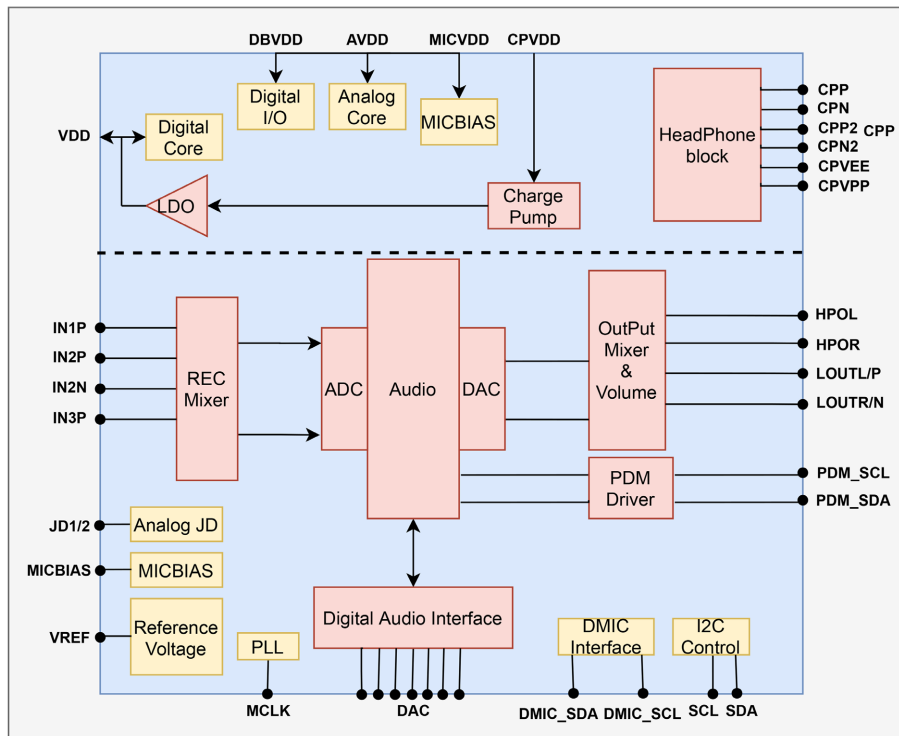 DBVDD
AVDD
MICVDD
CPVDD
Digital
I/O
Analog
Core
MICBIAS
HeadPhone
block
CPP
CPN
CPP2
CPP
CPN2
CPVEE
CPVPP
VDD
Digital
Core
LDO
Charge
Pump
IN1P
IN2P
IN2N
IN3P
REC
Mixer
ADC
Audio
DAC
OutPut
Mixer
&
Volume
HPOL
HPOR
LOUTL/P
LOUTR/N
PDM
Driver
PDM_SCL
PDM_SDA
JD1/2
Analog JD
MICBIAS
MICBIAS
VREF
Reference
Voltage
PLL
Digital Audio Interface
DMIC
Interface
I2C
Control
MCLK
DAC
DMIC_SDA
DMIC_SCL
SCL
SDA